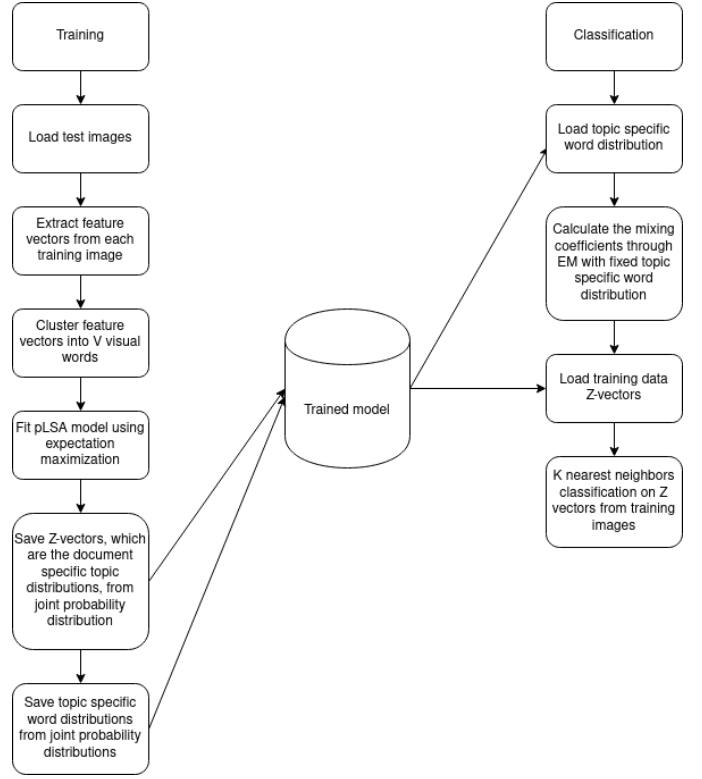 Training
Load test images
Extract feature
vectors from each
training image
Cluster feature
vectors into V visual
words
Fit pLSA model using
expectation
maximization
Save Z-vectors, which
are the document
specific topic
distributions, from
joint probability
distribution
Save topic specific
word distributions
from joint probability
distributions
Trained model
Classification
Load topic specific
word distribution
Calculate the mixing
coefficients through
EM with fixed topic
specific word
distribution
Load training data
Z-vectors
K nearest neighbors
classification on Z
vectors from training
images